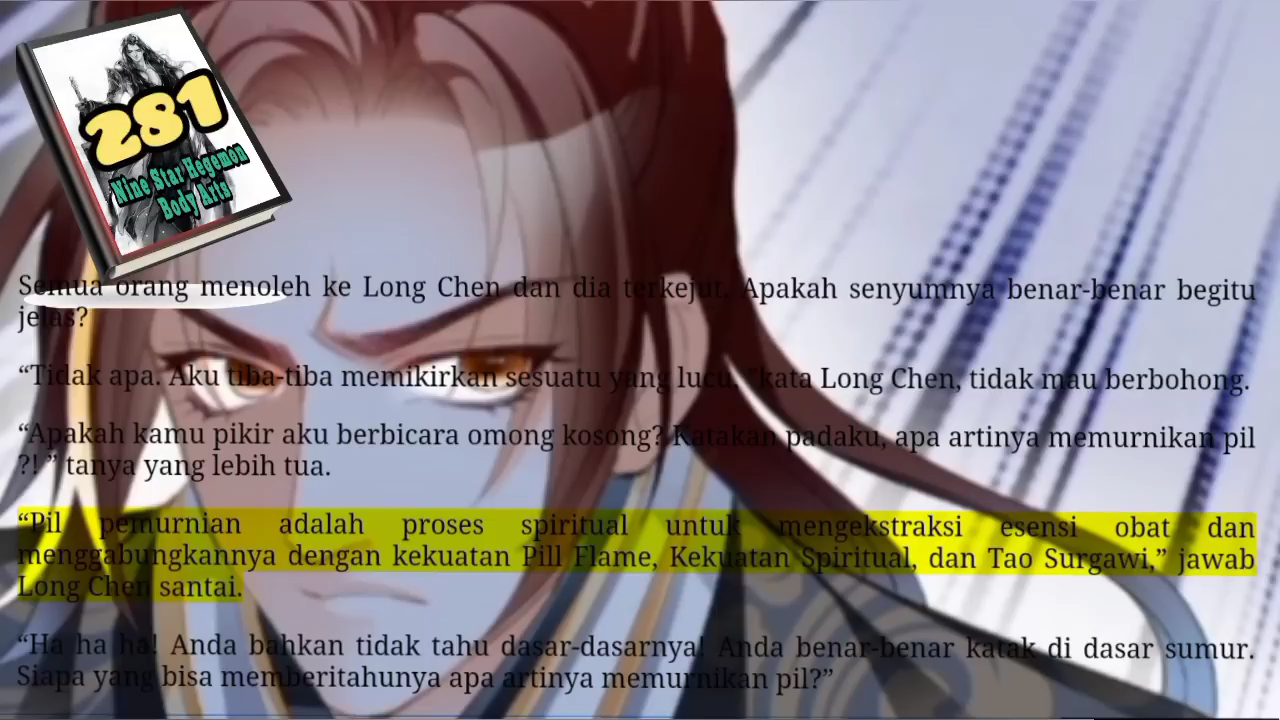 281
Nine Star Hegemon
Body Arts
Semua orang menoleh ke Long Chen dan dia terkejut. Apakah senyumnya benar-benar begitu
jelas?
“Tidak apa. Aku tiba-tiba memikirkan sesuatu yang lucu. “kata Long Chen, tidak mau berbohong.
“Apakah kamu pikir aku berbicara omong kosong? Katakan padaku, apa artinya memurnikan pil
?! ” tanya yang lebih tua.
“Pil pemurnian adalah proses spiritual untuk mengekstraksi esensi obat dan
menggabungkannya dengan kekuatan Pill Flame, Kekuatan Spiritual, dan Tao Surgawi,” jawab
Long Chen santai.
“Ha ha ha! Anda bahkan tidak tahu dasar-dasarnya! Anda benar-benar katak di dasar sumur.
Siapa yang bisa memberitahunya apa artinya memurnikan pil?”